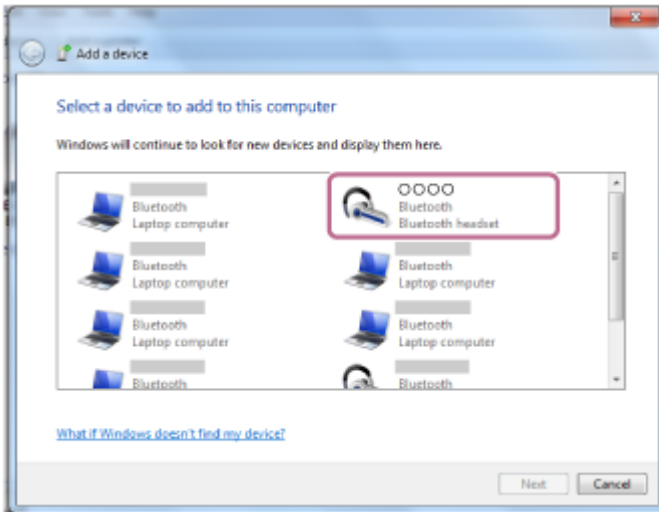 Add a device
Select a device to add to this computer
Windows will continue to look for new devices and display them here.
Bluetooth
Laptop computer
OOOO
Bluetooth
Bluetooth headset
Bluetooth
Laptop computer
Bluetooth
Laptop computer
Bluetooth
Laptop computer
Bluetooth
Laptop computer
Bluetooth
Bluetooth
What if Windows doesn't find my device?
Next
Cancel